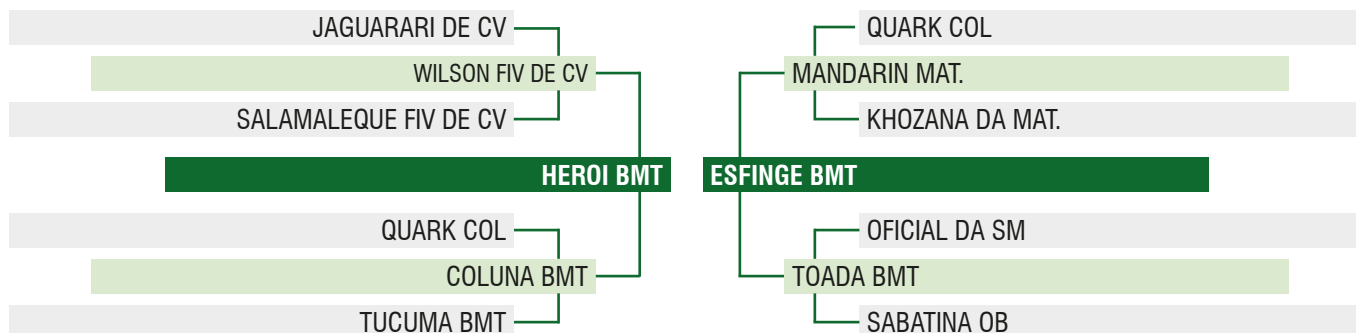 JAGUARARI DE CV
WILSON FIV DE CV
SALAMALEQUE FIV DE CV
HEROI BMT
QUARK COL
COLUNA BMT
TUCUMA BMT
QUARK COL
MANDARIN MAT.
KHOZANA DA MAT.
ESFINGE BMT
OFICIAL DA SM
TOADA BMT
SABATINA OB